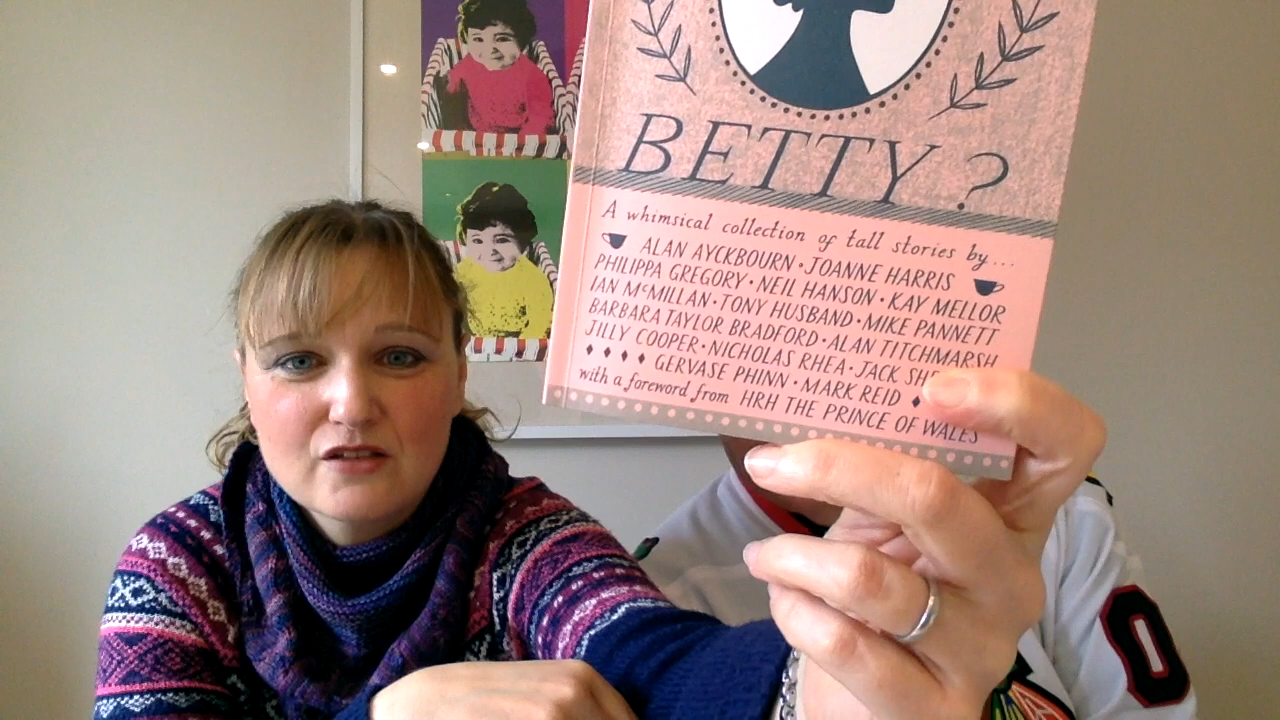 BETTY?
A whimsical collection of tall stories by...
ALAN AYCKBOURN • JOANNE HARRIS
PHILIPPA GREGORY • NEIL HANSON • KAY MELLOR
IAN McMILLAN • TONY HUSBAND • MIKE PANNETT
BARBARA TAYLOR BRADFORD • ALAN TITCHMARSH
JILLY COOPER • NICHOLAS RHEA • JACK
GERVASE PHINN • MARK REID
with a foreword from HRH THE PRINCE OF WALES
0